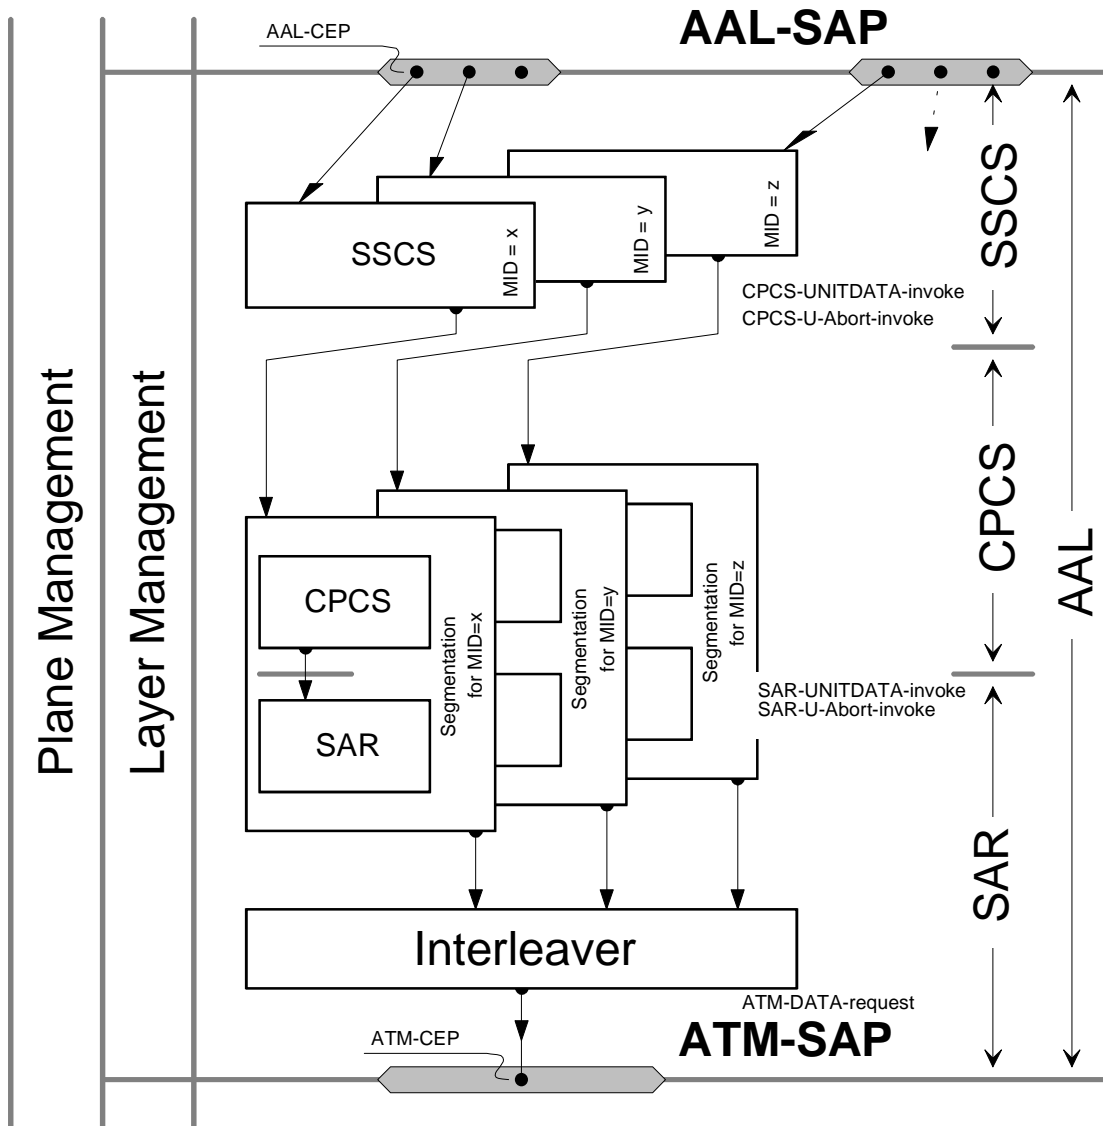 AAL-SAP
AAL-CEP
SSCS
MID = x
MID = y
MID = z
CPCS-UNITDATA-invoke
CPCS-U-Abort-invoke
SSCS
Plane Management
Layer Management
CPCS
SAR
Segmentation
for MID=x
Segmentation
for MID=y
Segmentation
for MID=z
SAR-UNITDATA-invoke
SAR-U-Abort-invoke
CPCS
AAL
SAR
Interleaver
ATM-DATA-request
ATM-SAP
ATM-CEP